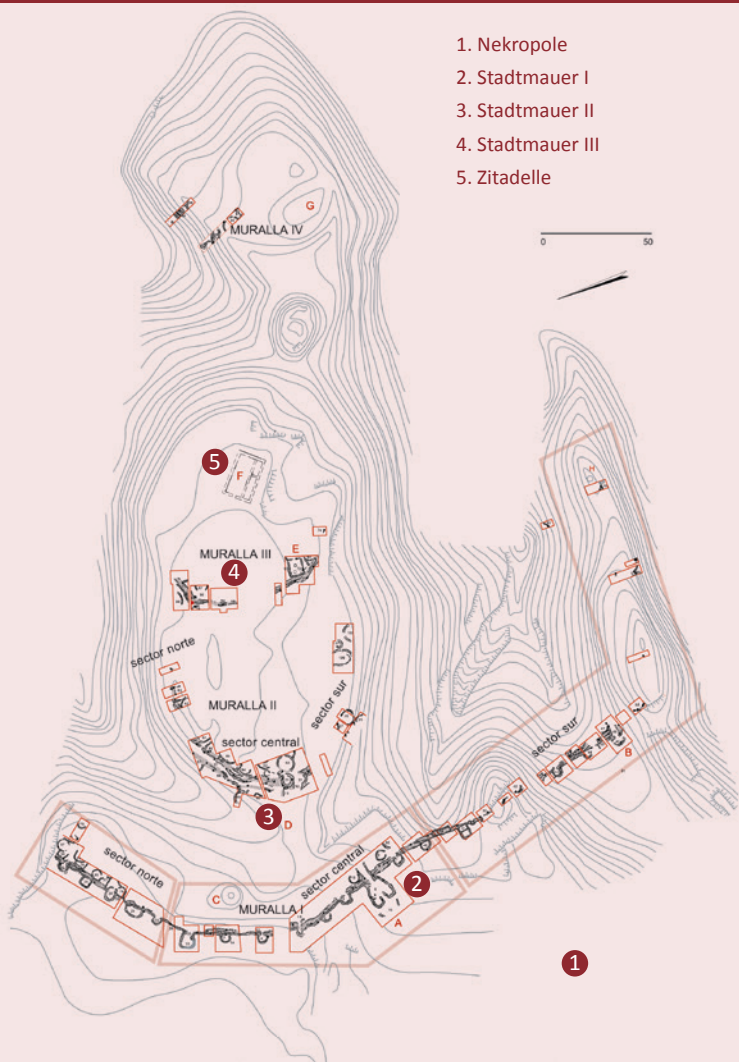 1. Nekropole
2. Stadtmauer I
3. Stadtmauer II
4. Stadtmauer III
5. Zitadelle
G
MURALLA IV
0 50
5
F
H
MURALLA III
E
4
sector norte
sector sur
MURALLA II
sector central
sector sur
B
3
D
sector norte
sector central
C
MURALLA I
2
A
1